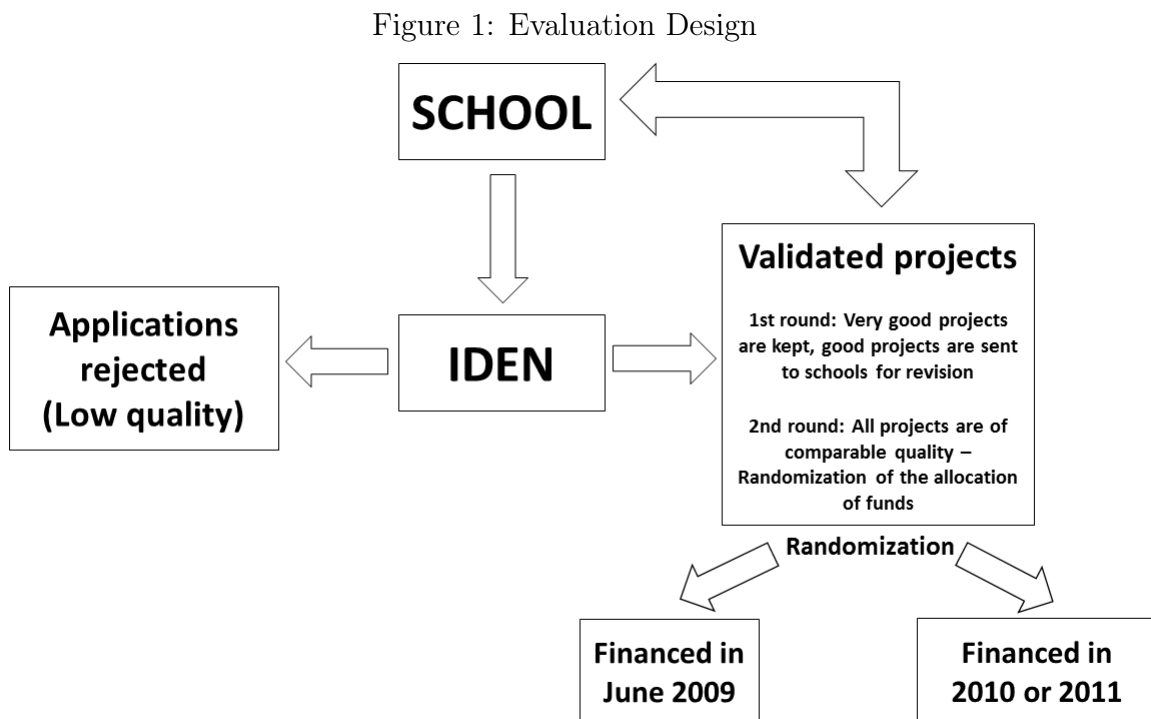 Figure 1: Evaluation Design
SCHOOL
Validated projects
1st round: Very good projects
are kept, good projects are sent
to schools for revision
2nd round: All projects are of
comparable quality –
Randomization of the allocation
of funds
Applications
rejected
(Low quality)
IDEN
Randomization
Financed in
June 2009
Financed in
2010 or 2011